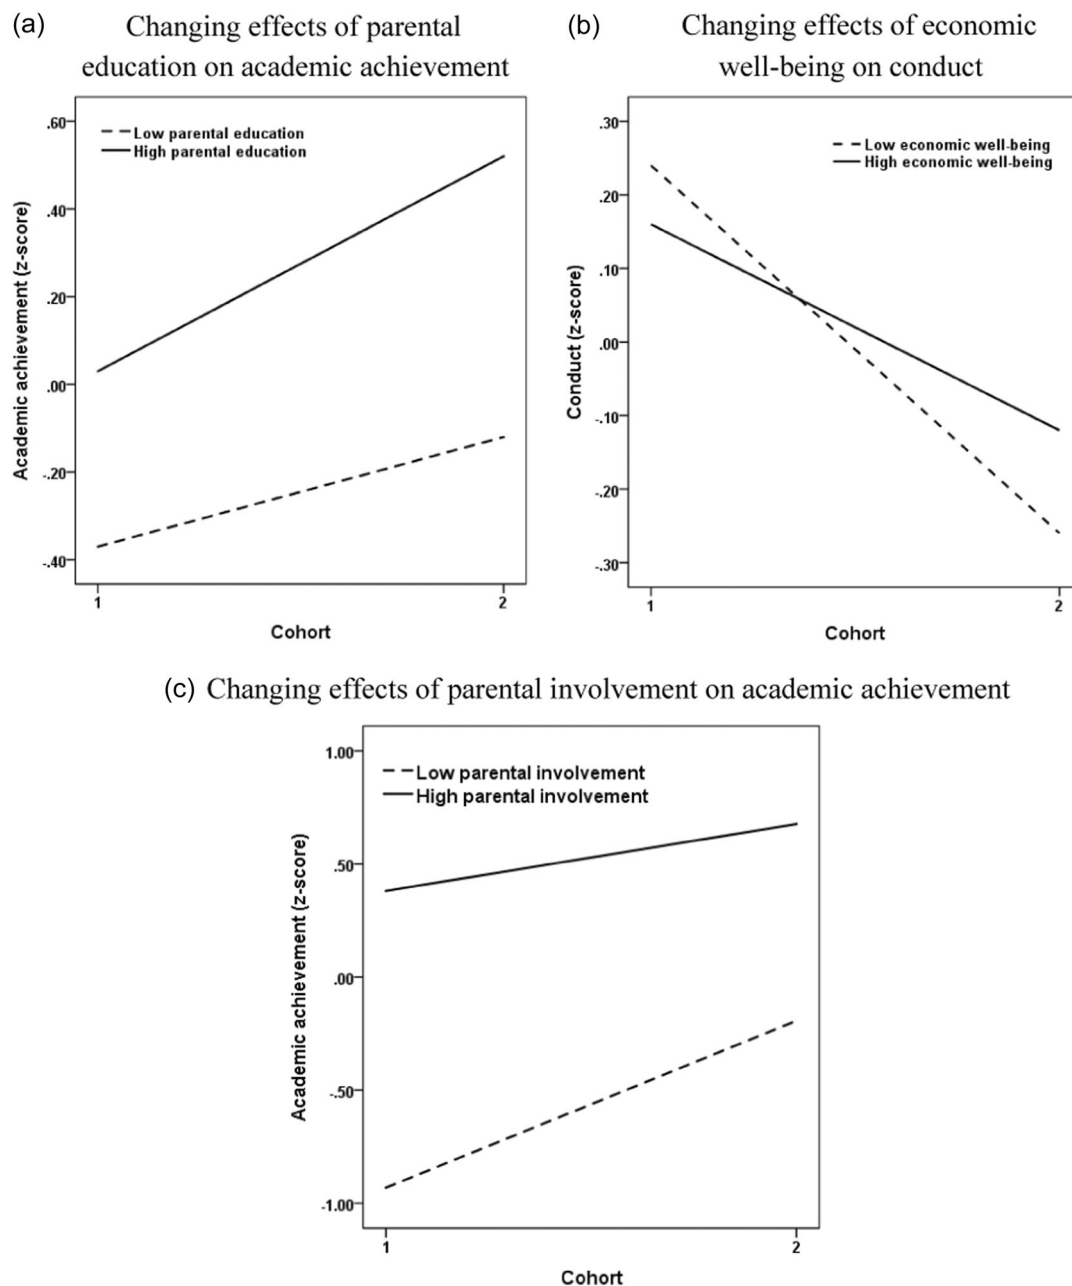 (a) Changing effects of parental
education on academic achievement
.60
.40
.20
.00
-.20
-.40
Low parental education
High parental education
Academic achievement (z-score)
1 2
Cohort
(b) Changing effects of economic
well-being on conduct
.30
.20
.10
.00
-.10
-.20
-.30
Low economic well-being
High economic well-being
Conduct (z-score)
1 2
Cohort
(c) Changing effects of parental involvement on academic achievement
1.00
.50
.00
-.50
-1.00
Low parental involvement
High parental involvement
Academic achievement (z-score)
1 2
Cohort